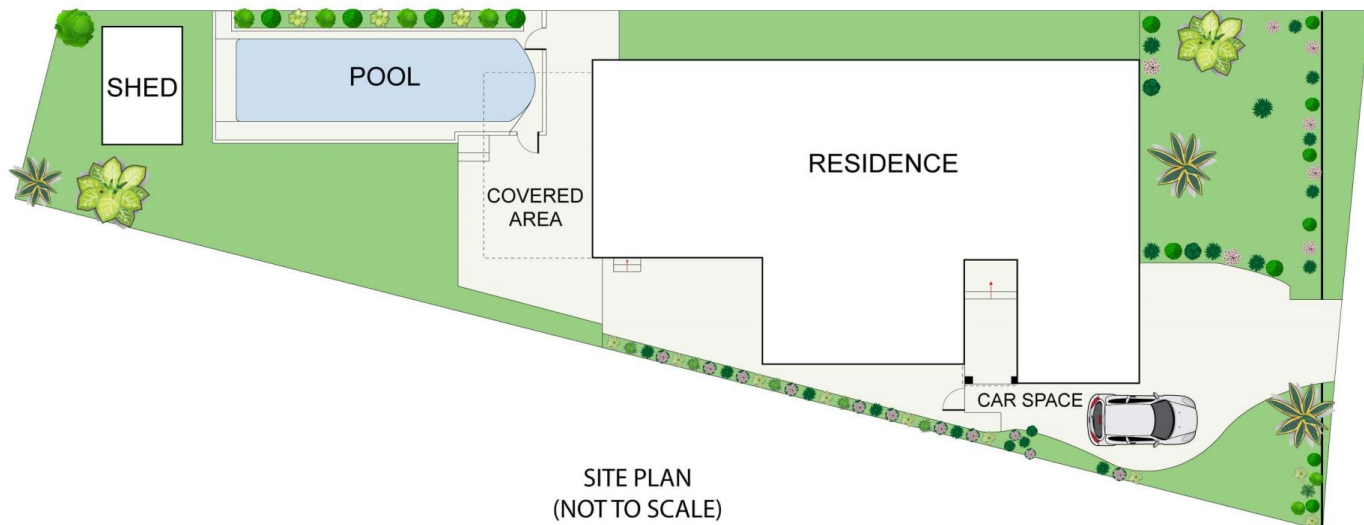 SHED
POOL
RESIDENCE
COVERED
AREA
CAR SPACE
SITE PLAN
(NOT TO SCALE)